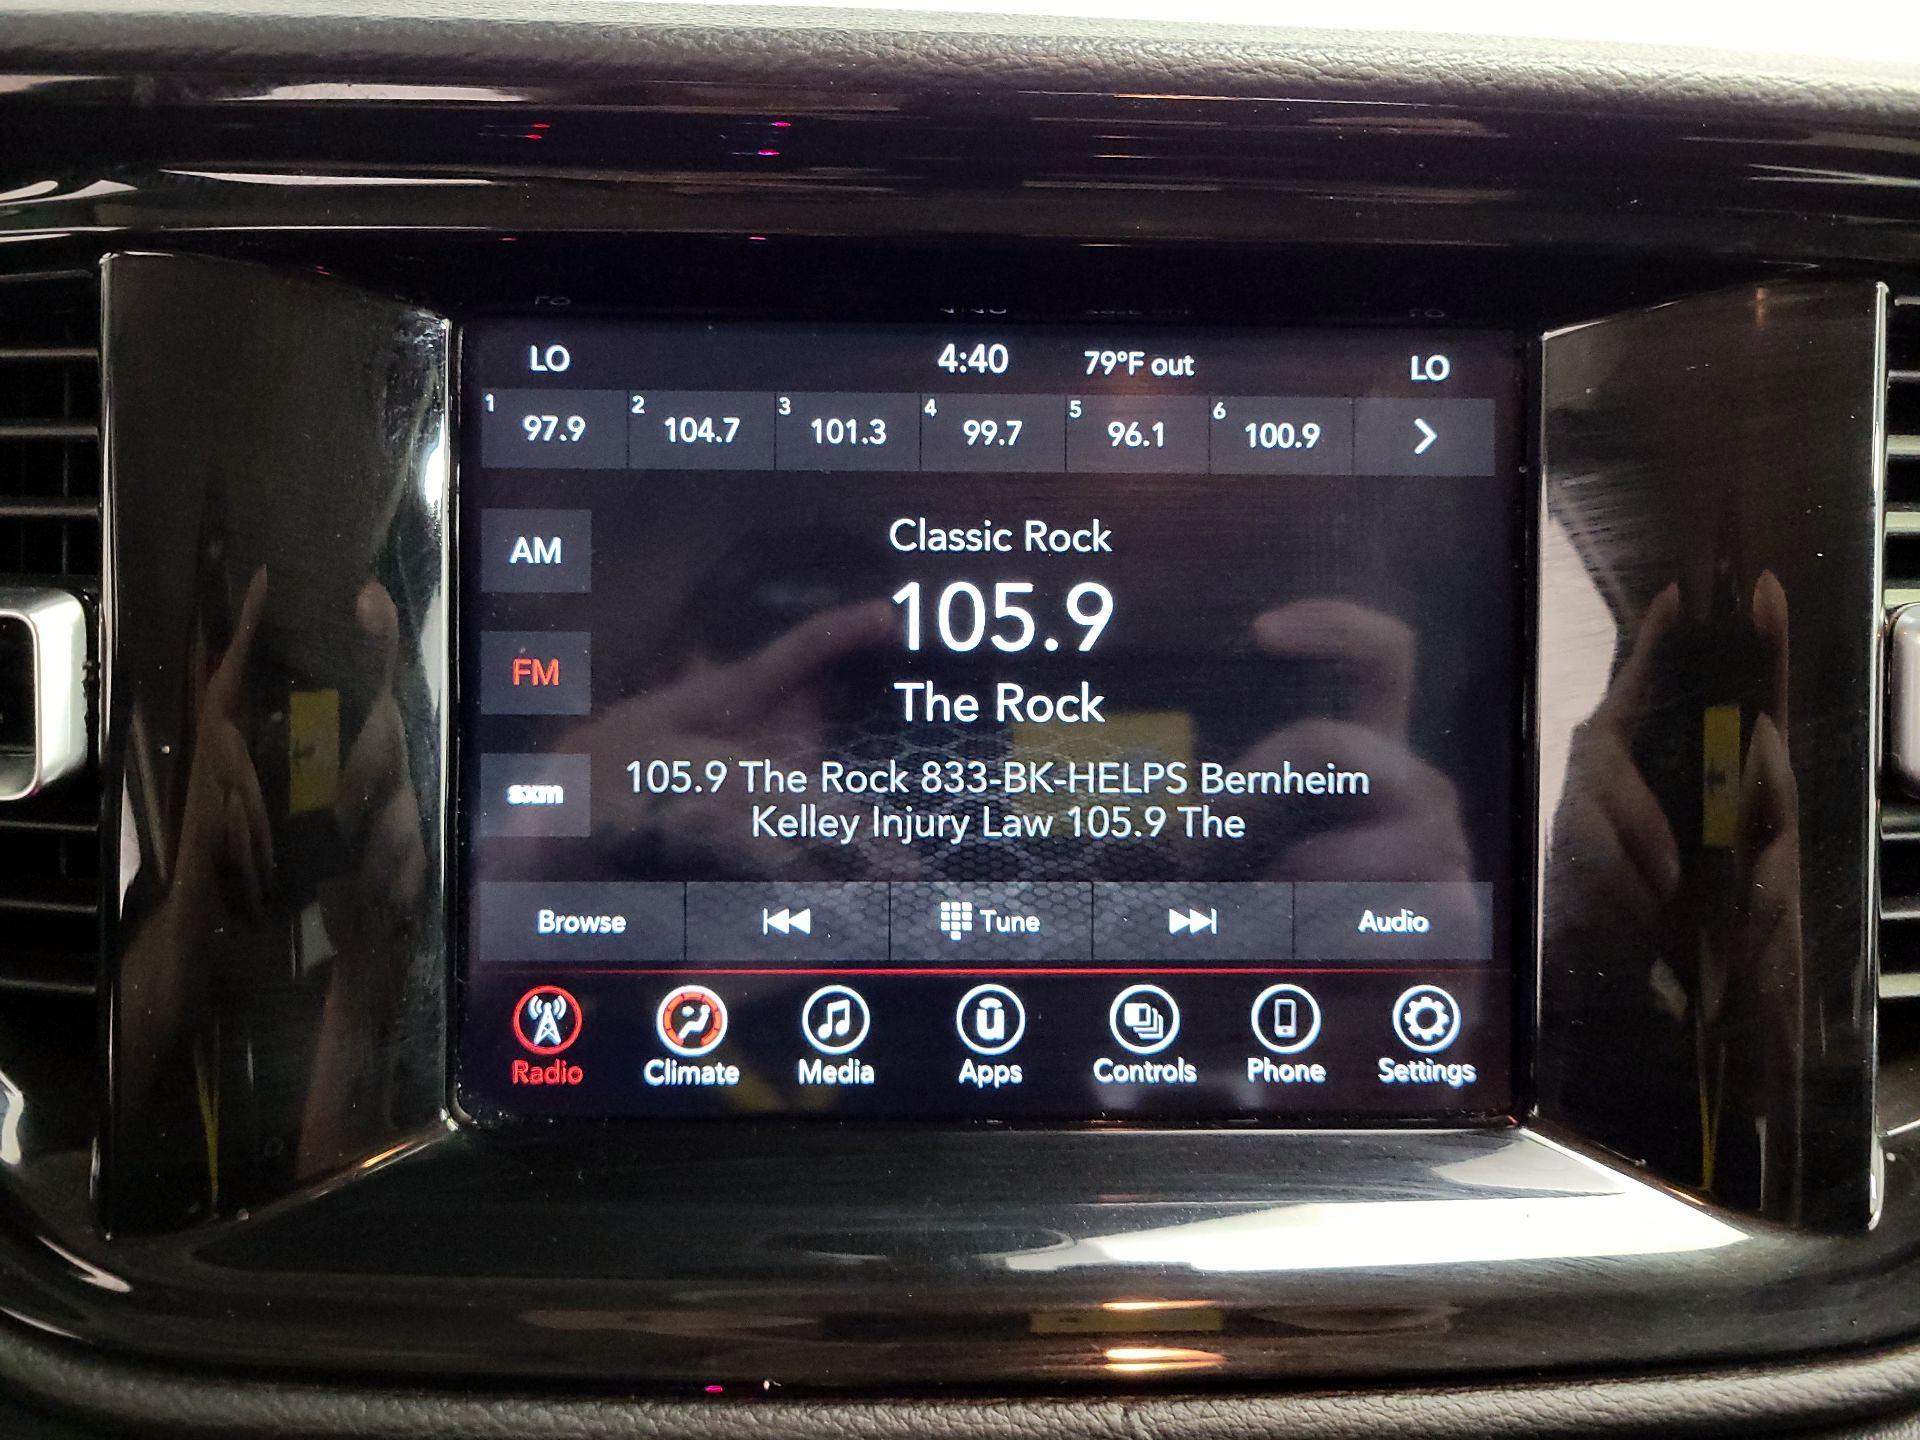 LO 4:40 79°F out LO
1 97.9 2 104.7 3 101.3 4 99.7 5 96.1 6 100.9
AM
Classic Rock
105.9
FM
The Rock
sxm
105.9 The Rock 833-BK-HELPS Bernheim
Kelley Injury Law 105.9 The
Browse Tune Audio
Radio Climate Media Apps Controls Phone Settings